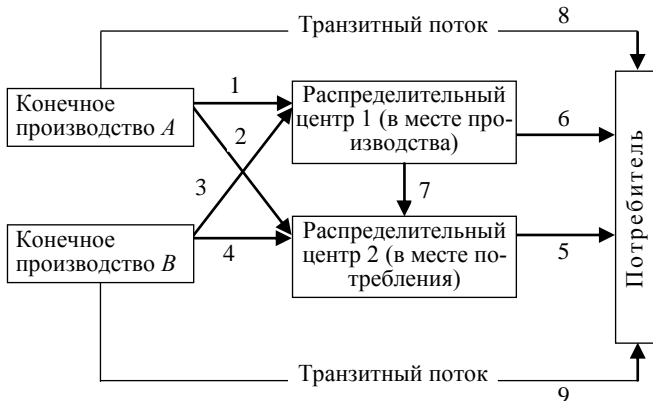 Транзитный поток
8
Конечное
производство A
1
2
3
4
Распределительный
центр 1 (в месте про-
изводства)
6
7
Конечное
производство B
Распределительный
центр 2 (в месте по-
требления)
5
Потребитель
Транзитный поток
9